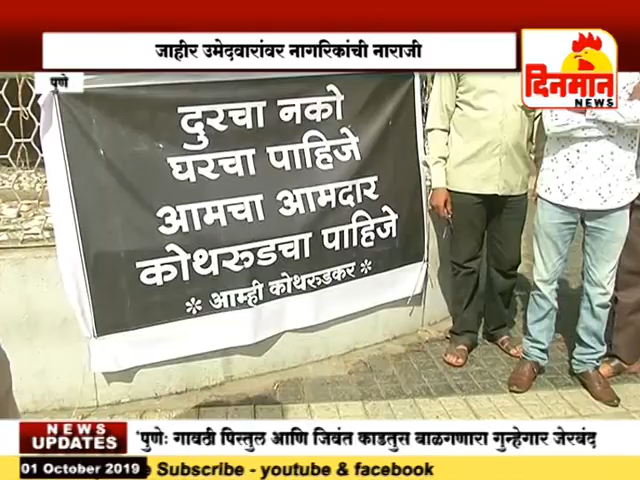 जाहीर उमेदवारांवर नागरिकांची नाराजी
दिनमान
NEWS
पुणे
दुरचा नको
घरचा पाहिजे
आमचा आमदार
कोथरूडचा पाहिजे
* आम्ही कोथरूडकर *
NEWS
UPDATES
'पुणेः गावठी पिस्तुल आणि जिवंत काडतुस बाळगणारा गुन्हेगार जेरबंद
01 October 2019
Subscribe - youtube & facebook